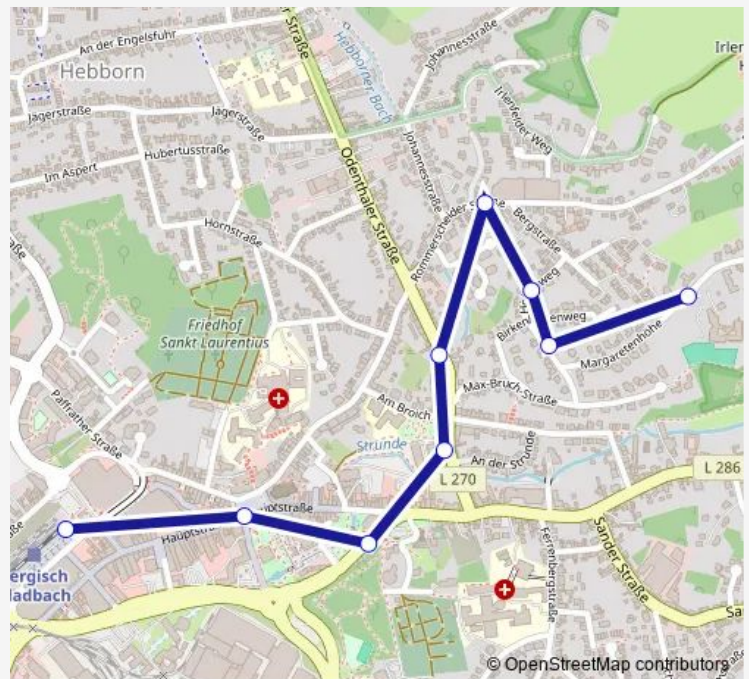 An der Engelsfuhr
Hebborn
Jägerstraße
Jägerstraße
Hubertusstraße
Im Aspert
Hornstraße
Friedhof
Sankt Laurentius
Paffrather Straße
Hebborner Bach
Johannesstraße
Johannesstraße
Irlenfelder Weg
Odenthaler Straße
Bergstraße
Margaretenhöhe
Max-Bruch-Straße
Am Broich
Strunde
An der Strunde
L 270
L 286
Ferrenbergstraße
Sander Straße
© OpenStreetMap contributors